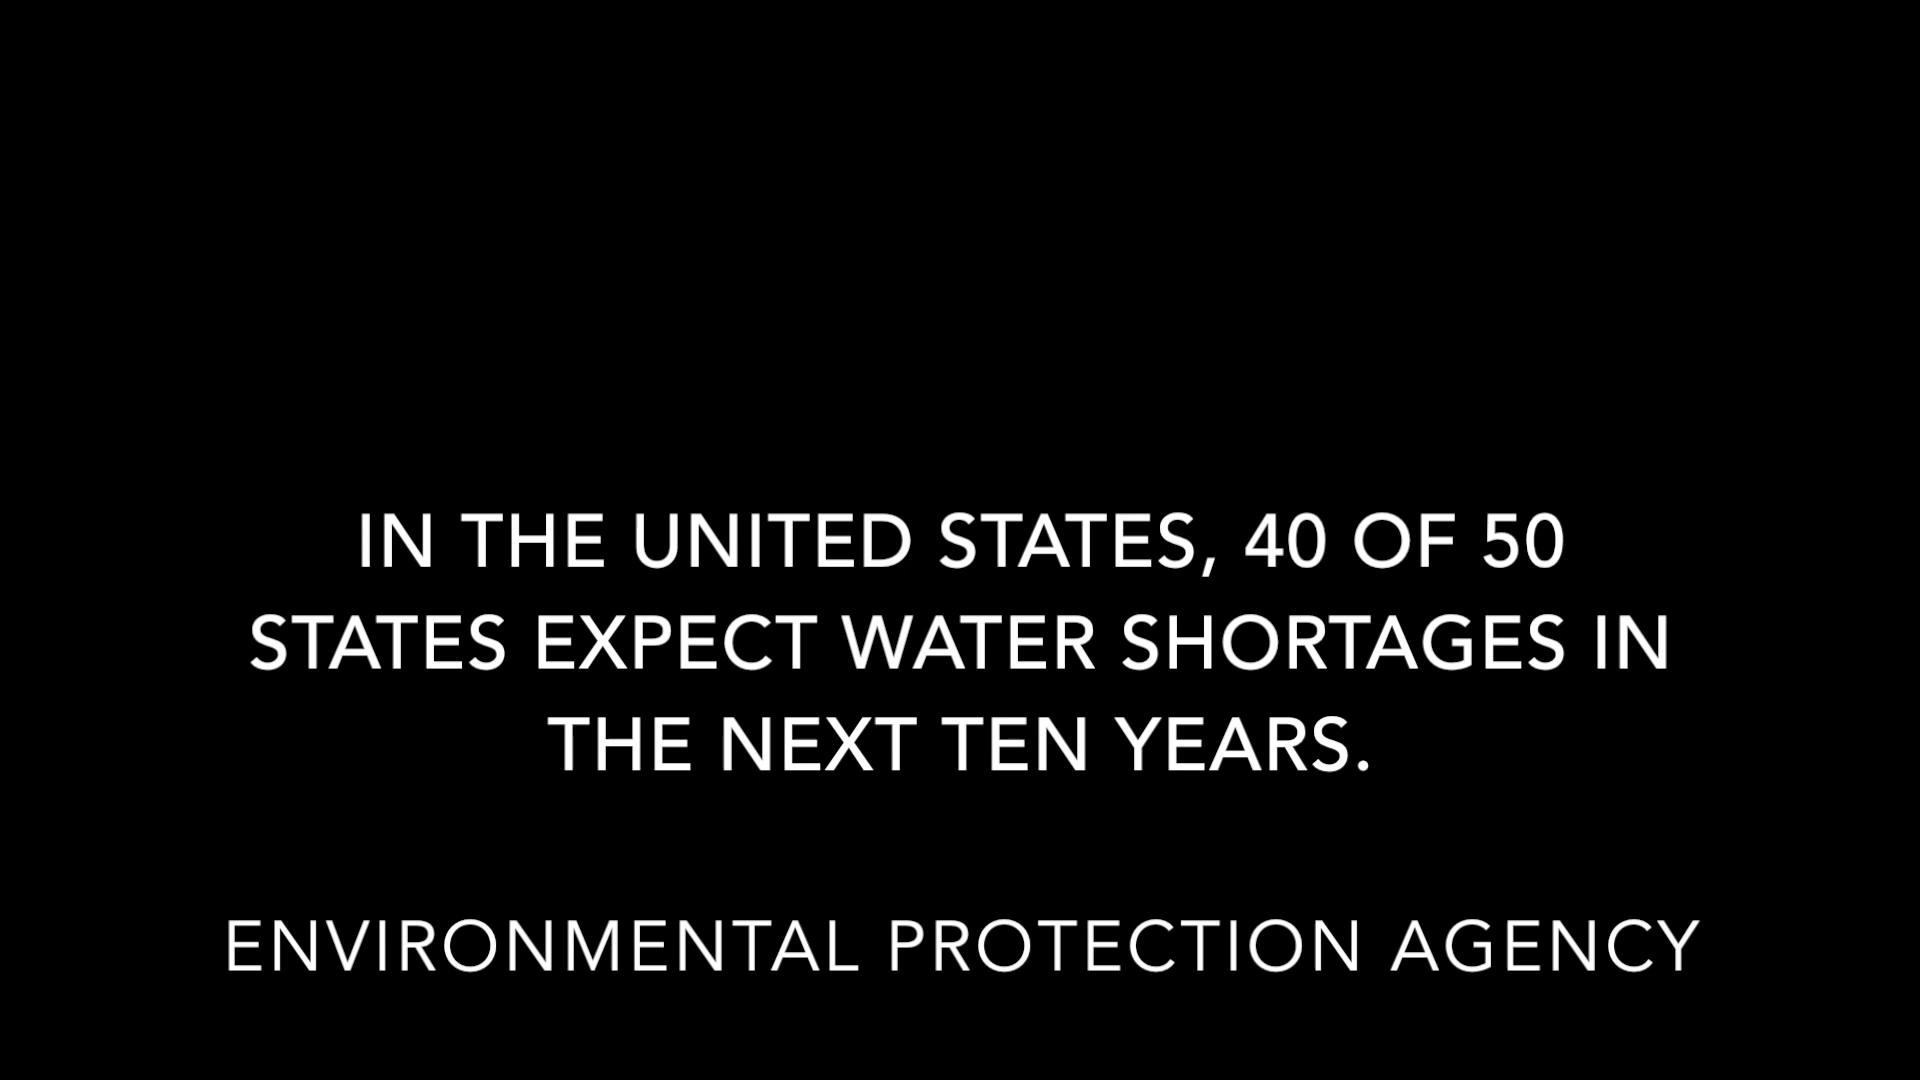 IN THE UNITED STATES, 40 OF 50
STATES EXPECT WATER SHORTAGES IN
THE NEXT TEN YEARS.
ENVIRONMENTAL PROTECTION AGENCY